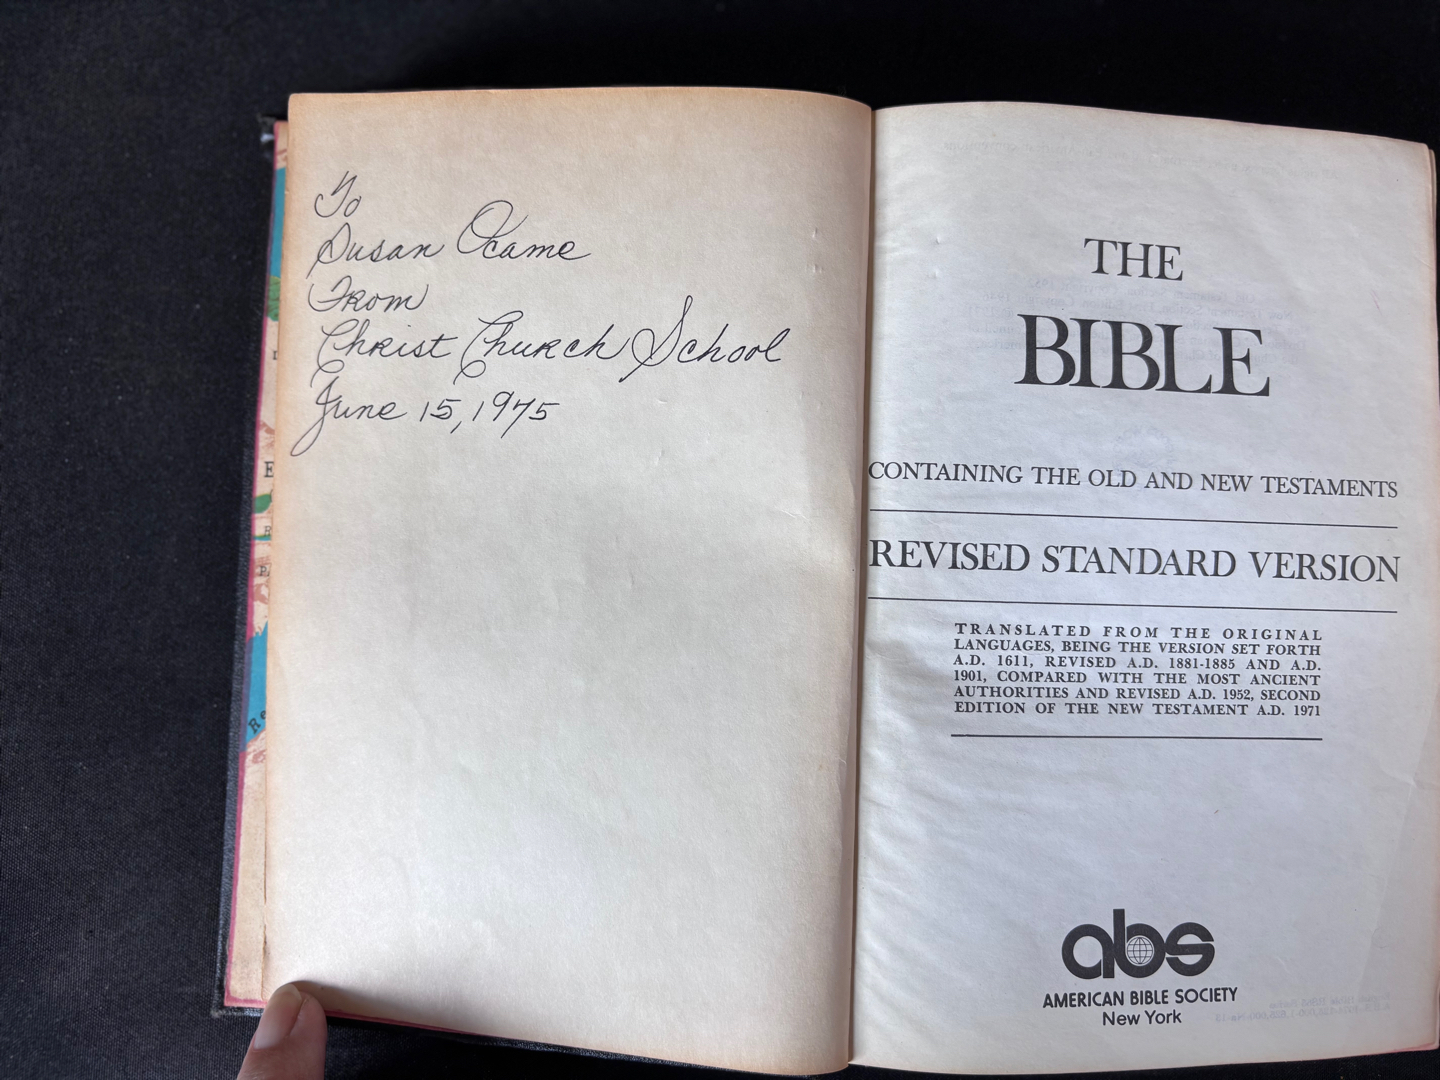 To
Susan Ocame
From
Christ Church School
June 15, 1975
THE
BIBLE
CONTAINING THE OLD AND NEW TESTAMENTS
REVISED STANDARD VERSION
TRANSLATED FROM THE ORIGINAL
LANGUAGES, BEING THE VERSION SET FORTH
A.D. 1611, REVISED A.D. 1881-1885 AND A.D.
1901, COMPARED WITH THE MOST ANCIENT
AUTHORITIES AND REVISED A.D. 1952, SECOND
EDITION OF THE NEW TESTAMENT A.D. 1971
abs
AMERICAN BIBLE SOCIETY
New York